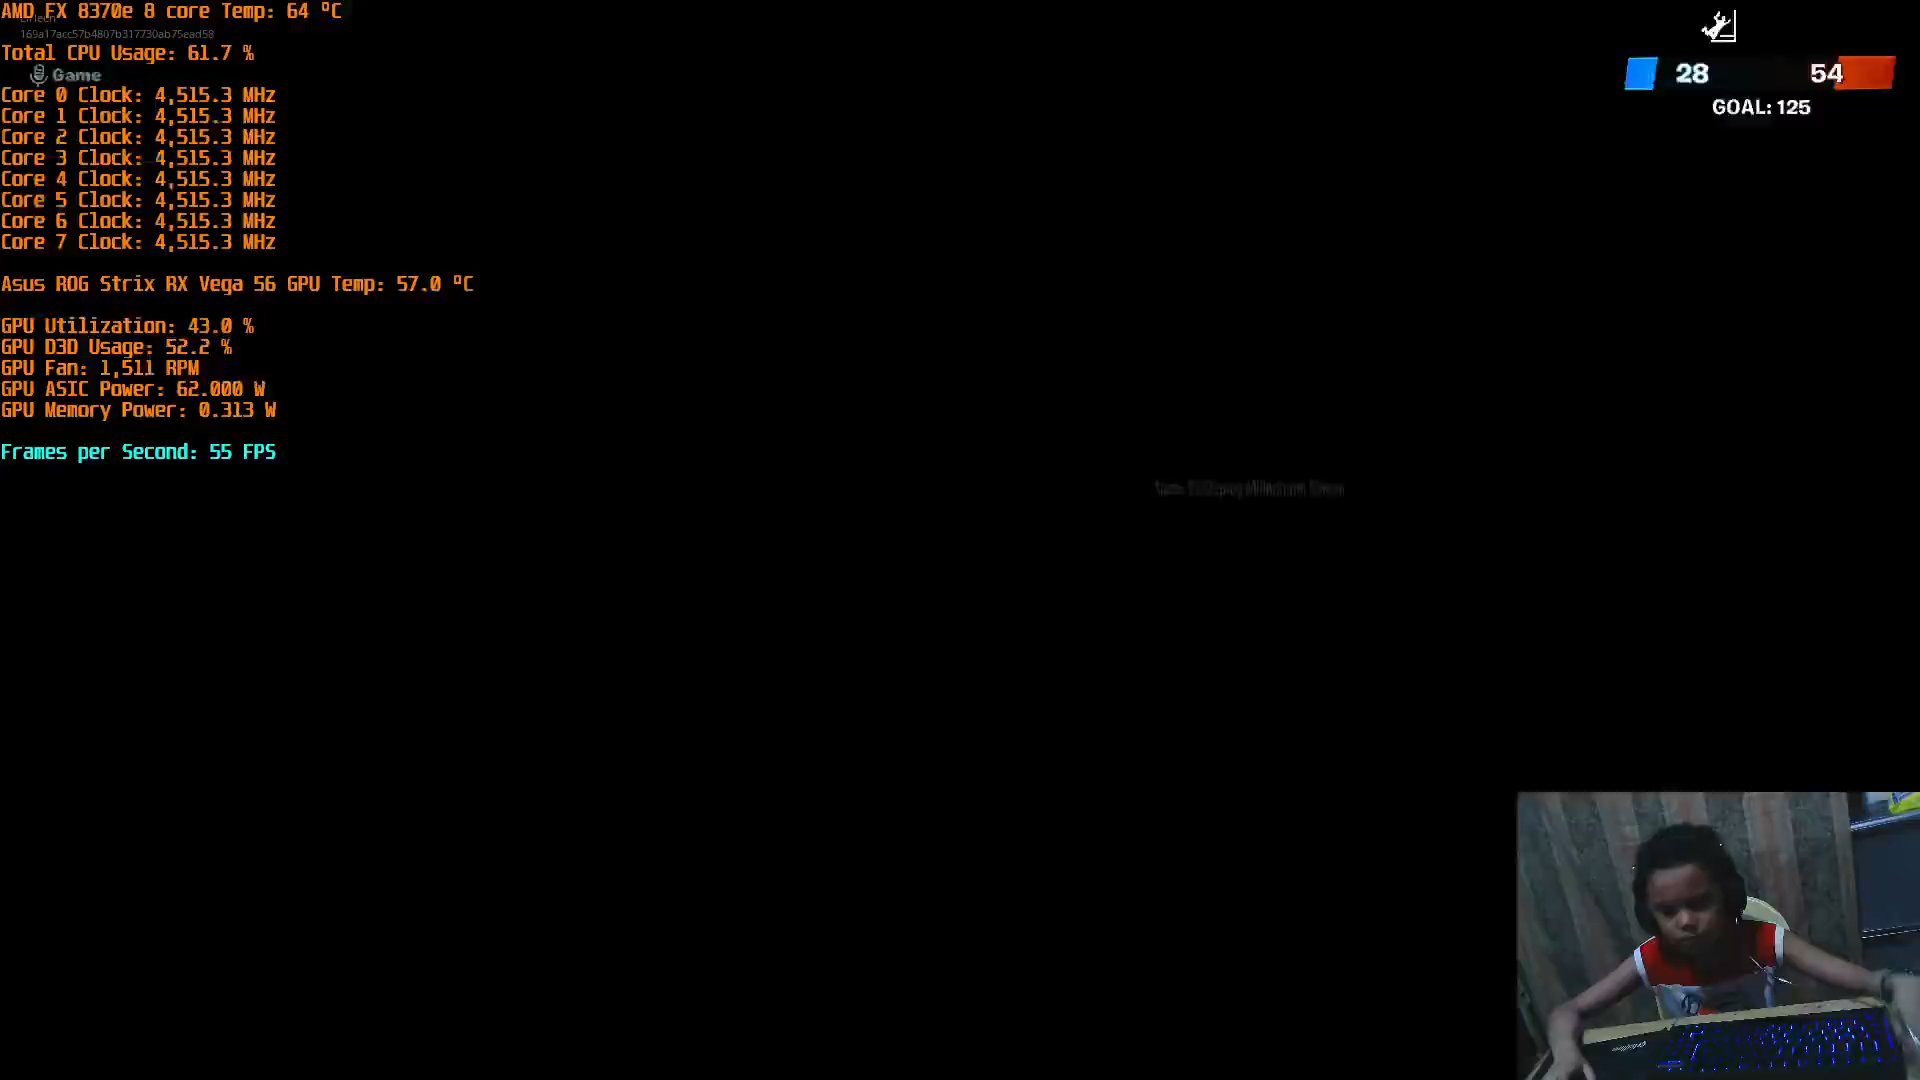 AMD FX 8370e 8 core Temp: 64 ºC
169a17acc57b4807b317730ab75ead58
Total CPU Usage: 61.7 %
Game
Core 0 Clock: 4,515.3 MHz
Core 1 Clock: 4,515.3 MHz
Core 2 Clock: 4,515.3 MHz
Core 3 Clock: 4,515.3 MHz
Core 4 Clock: 4,515.3 MHz
Core 5 Clock: 4,515.3 MHz
Core 6 Clock: 4,515.3 MHz
Core 7 Clock: 4,515.3 MHz
Asus ROG Strix RX Vega 56 GPU Temp: 57.0 ºC
GPU Utilization: 43.0 %
GPU D3D Usage: 52.2 %
GPU Fan: 1,511 RPM
GPU ASIC Power: 62.000 W
GPU Memory Power: 0.313 W
Frames per Second: 55 FPS
28 54
GOAL: 125